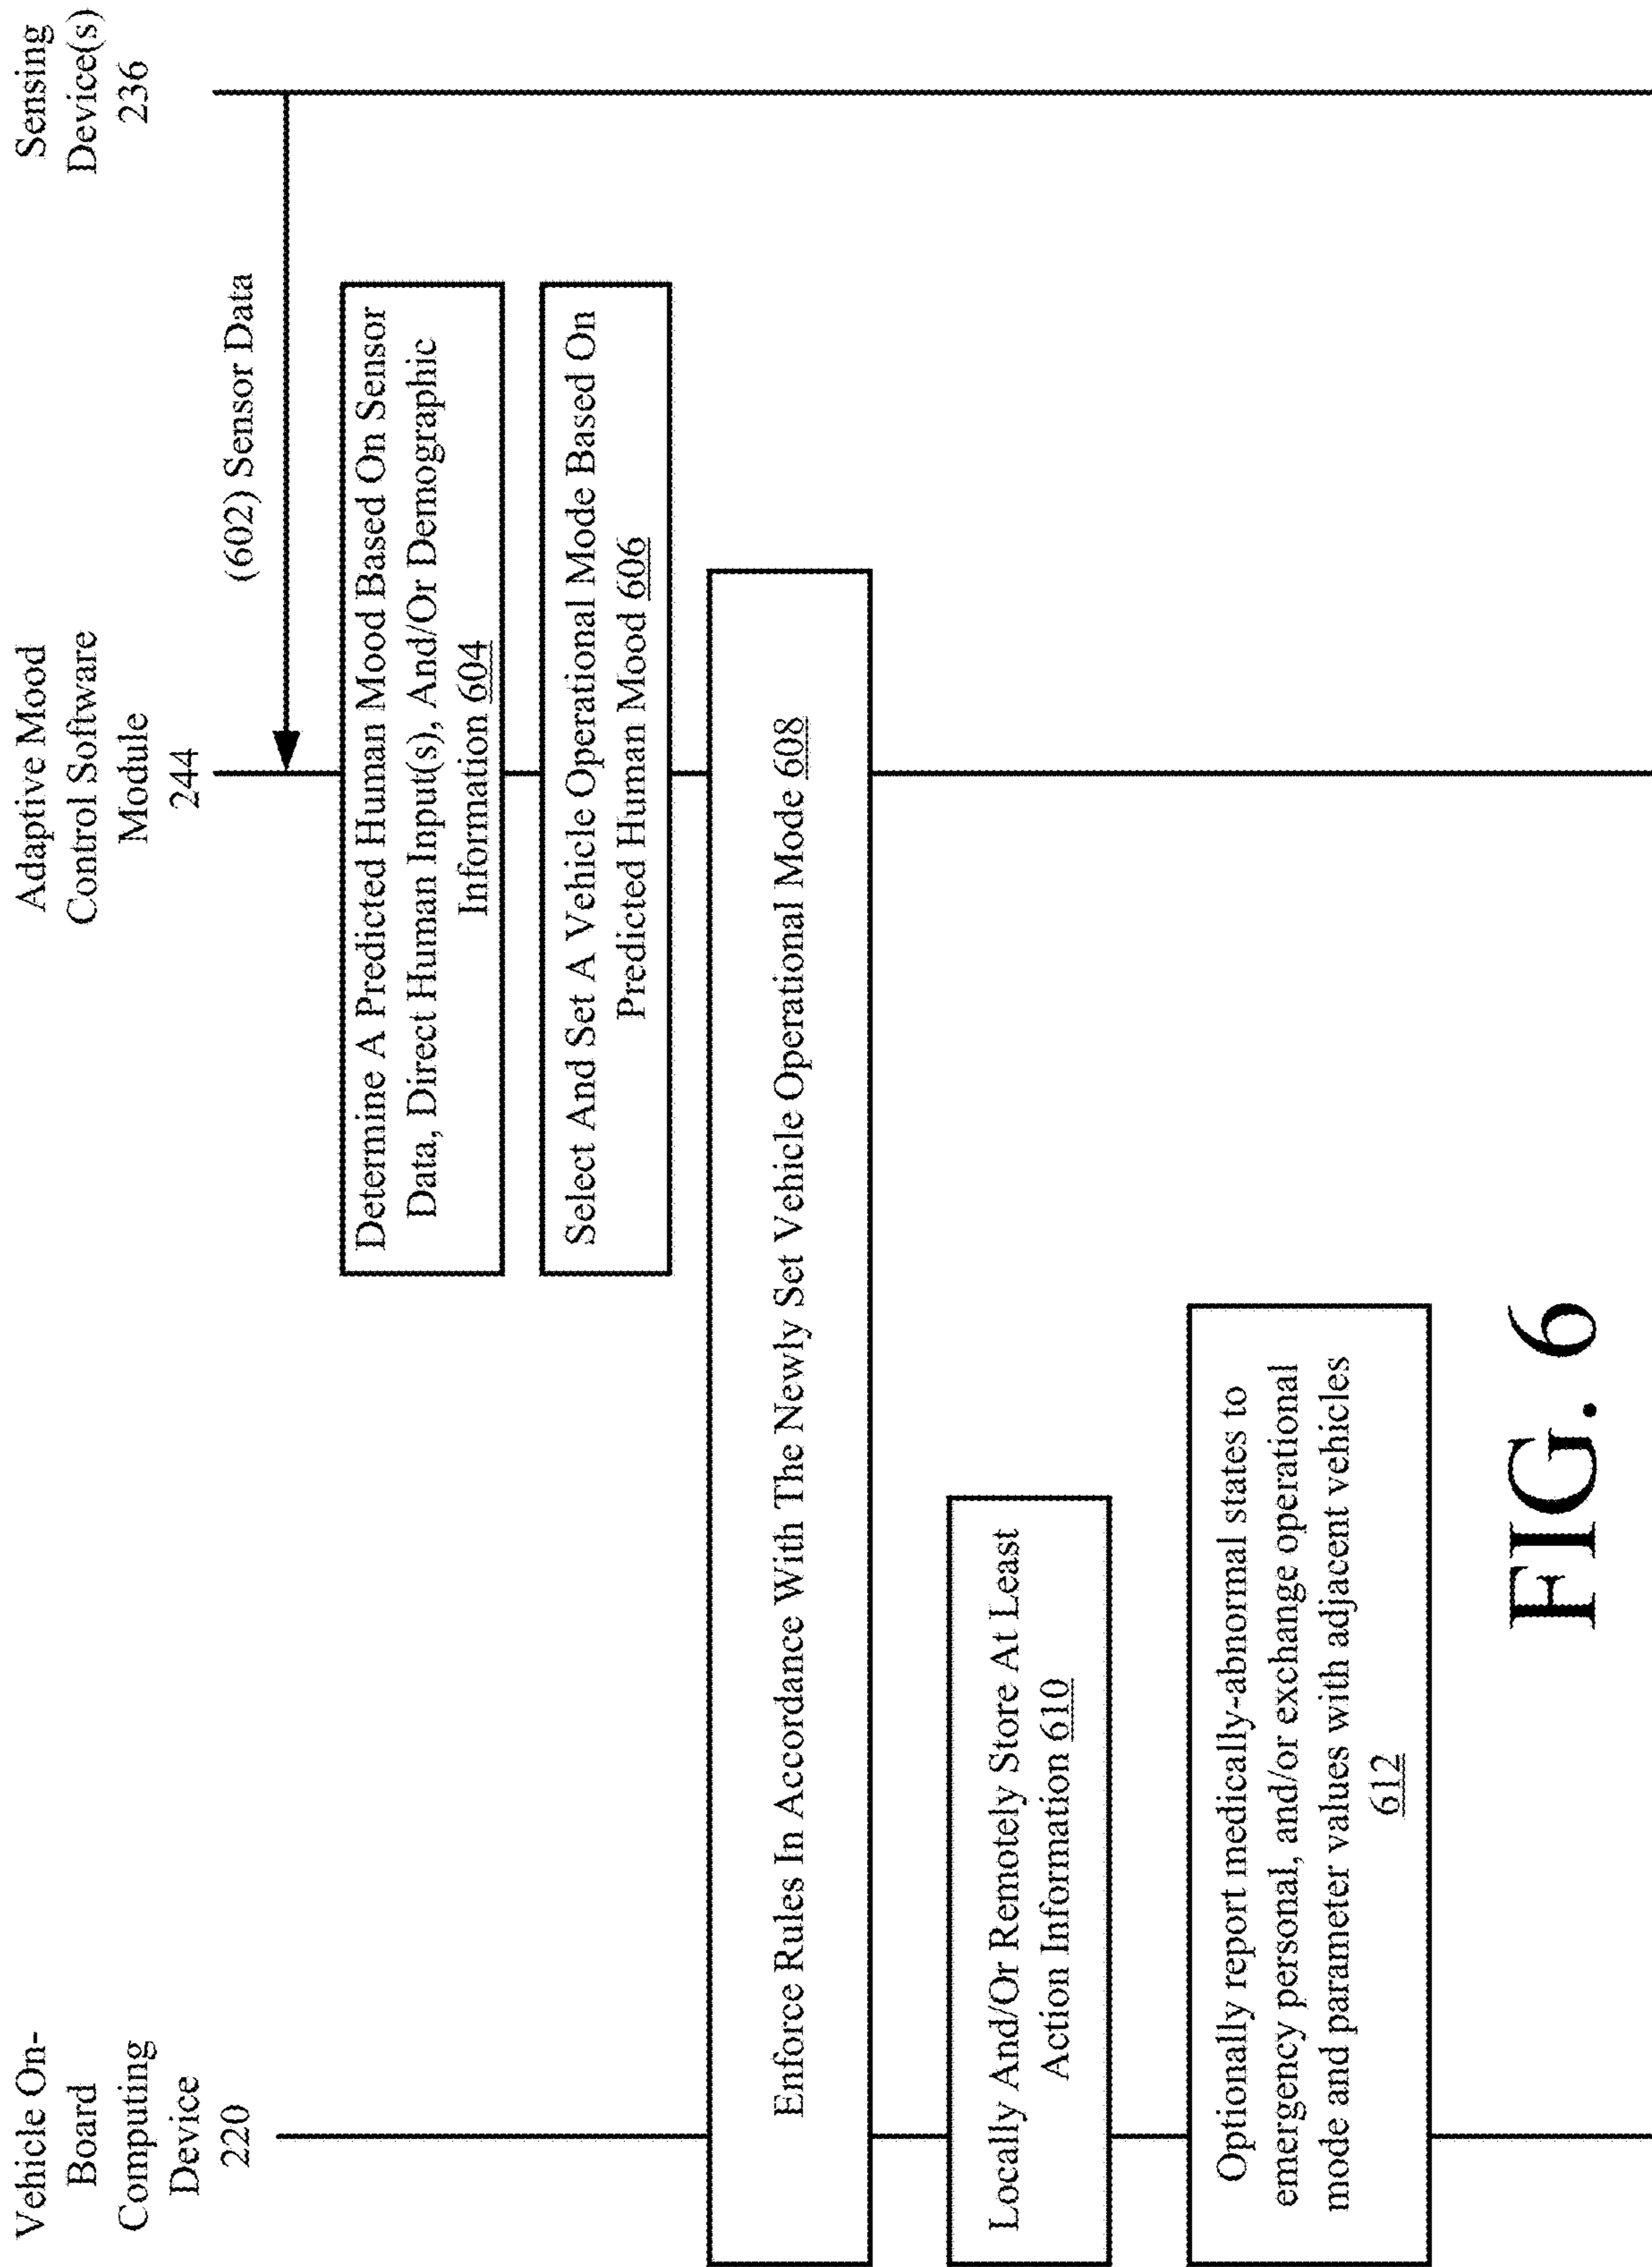 Vehicle On-
Board
Computing
Device
220
Adaptive Mood
Control Software
Module
244
Sensing
Device(s)
236
(602) Sensor Data
Determine A Predicted Human Mood Based On Sensor
Data, Direct Human Input(s), And/Or Demographic
Information 604
Select And Set A Vehicle Operational Mode Based On
Predicted Human Mood 606
Enforce Rules In Accordance With The Newly Set Vehicle Operational Mode 608
Locally And/Or Remotely Store At Least
Action Information 610
Optionally report medically-abnormal states to
emergency personal, and/or exchange operational
mode and parameter values with adjacent vehicles
612
FIG. 6